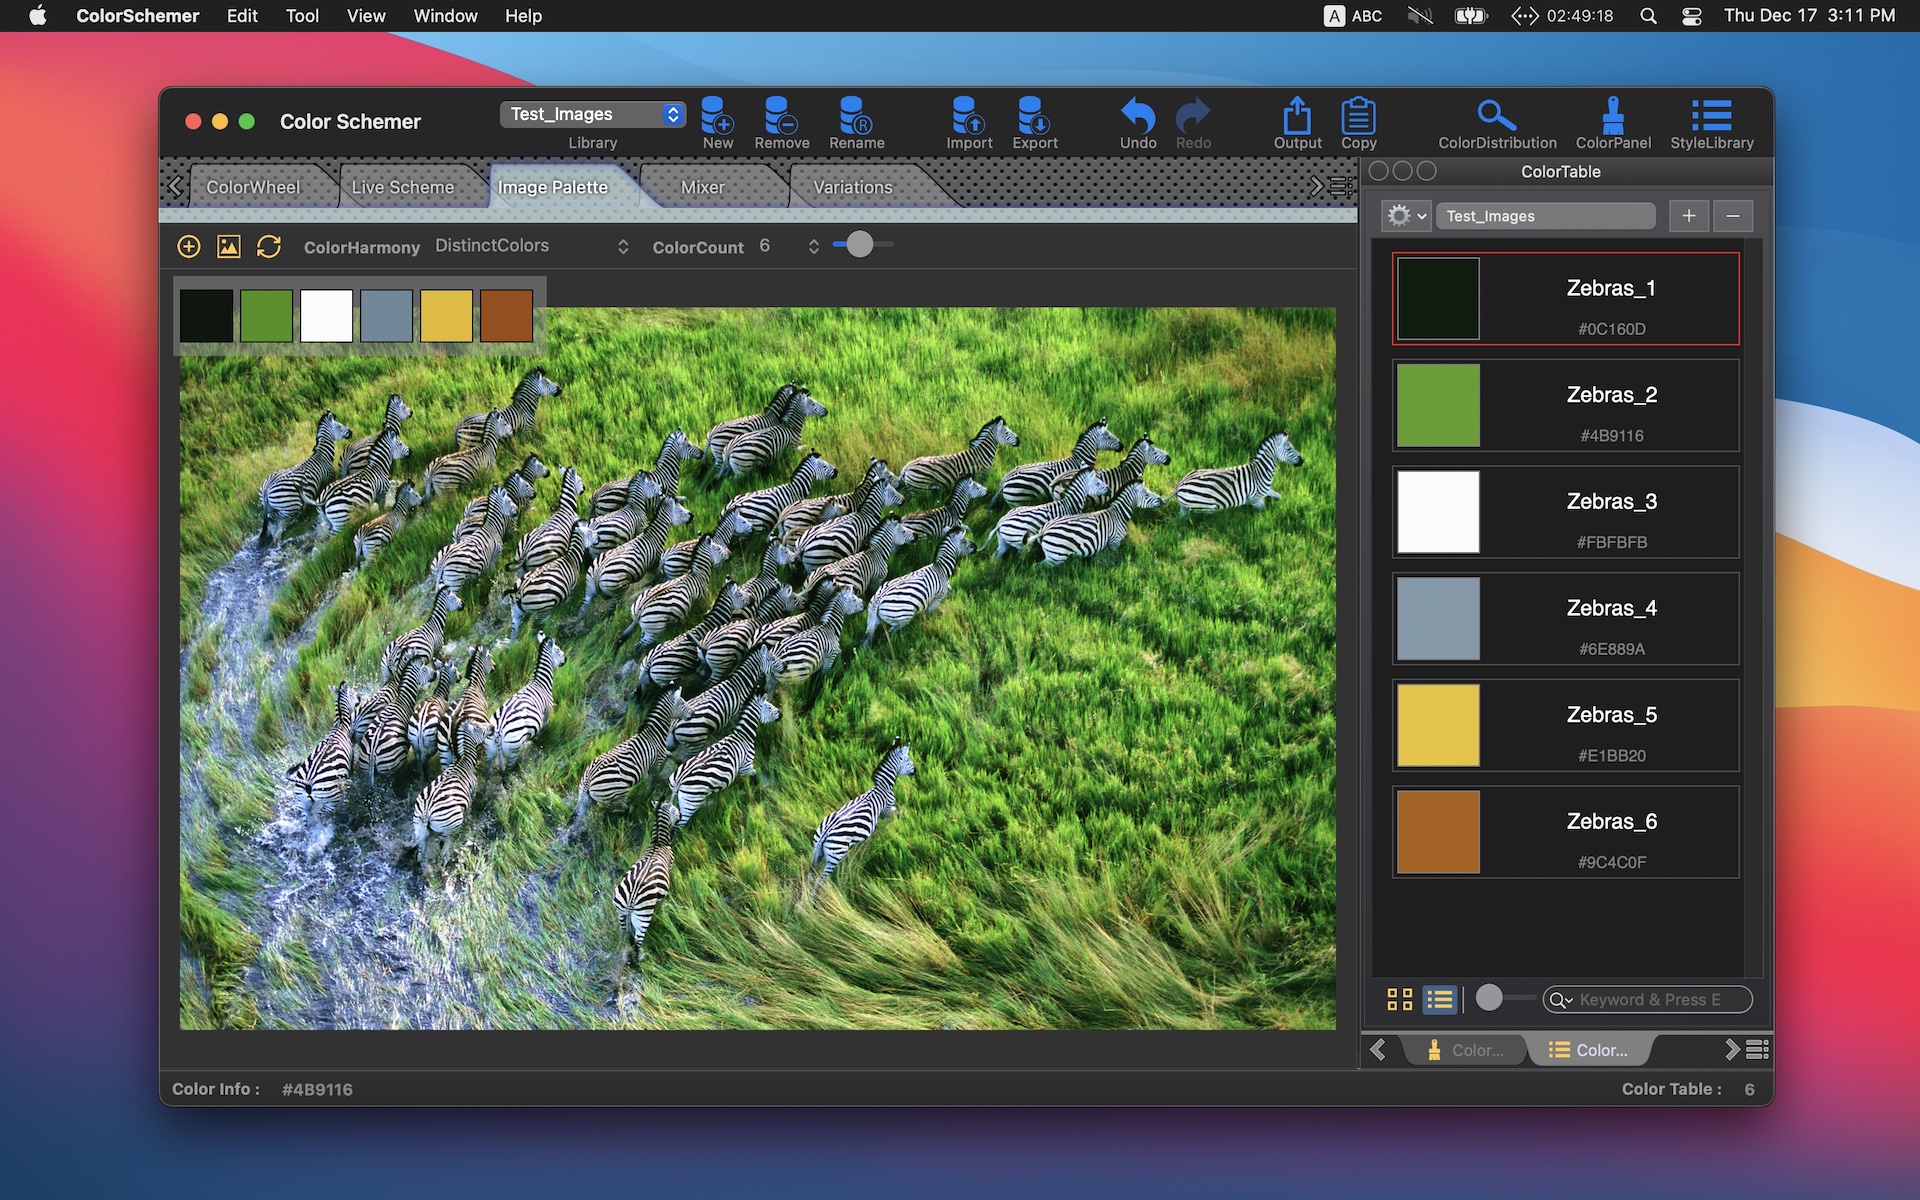 ColorSchemer Edit Tool View Window Help A ABC 02:49:18 Thu Dec 17 3:11 PM
Color Schemer
Test_Images
Library New Remove Rename Import Export Undo Redo Output Copy ColorDistribution ColorPanel StyleLibrary
R
ColorWheel Live Scheme Image Palette Mixer Variations
ColorHarmony DistinctColors ColorCount 6
ColorTable
Test_Images
Zebras_1
#0C160D
Zebras_2
#4B9116
Zebras_3
#FBFBFB
Zebras_4
#6E889A
Zebras_5
#E1BB20
Zebras_6
#9C4C0F
Keyword & Press E
Color... Color...
Color Info : #4B9116
Color Table : 6